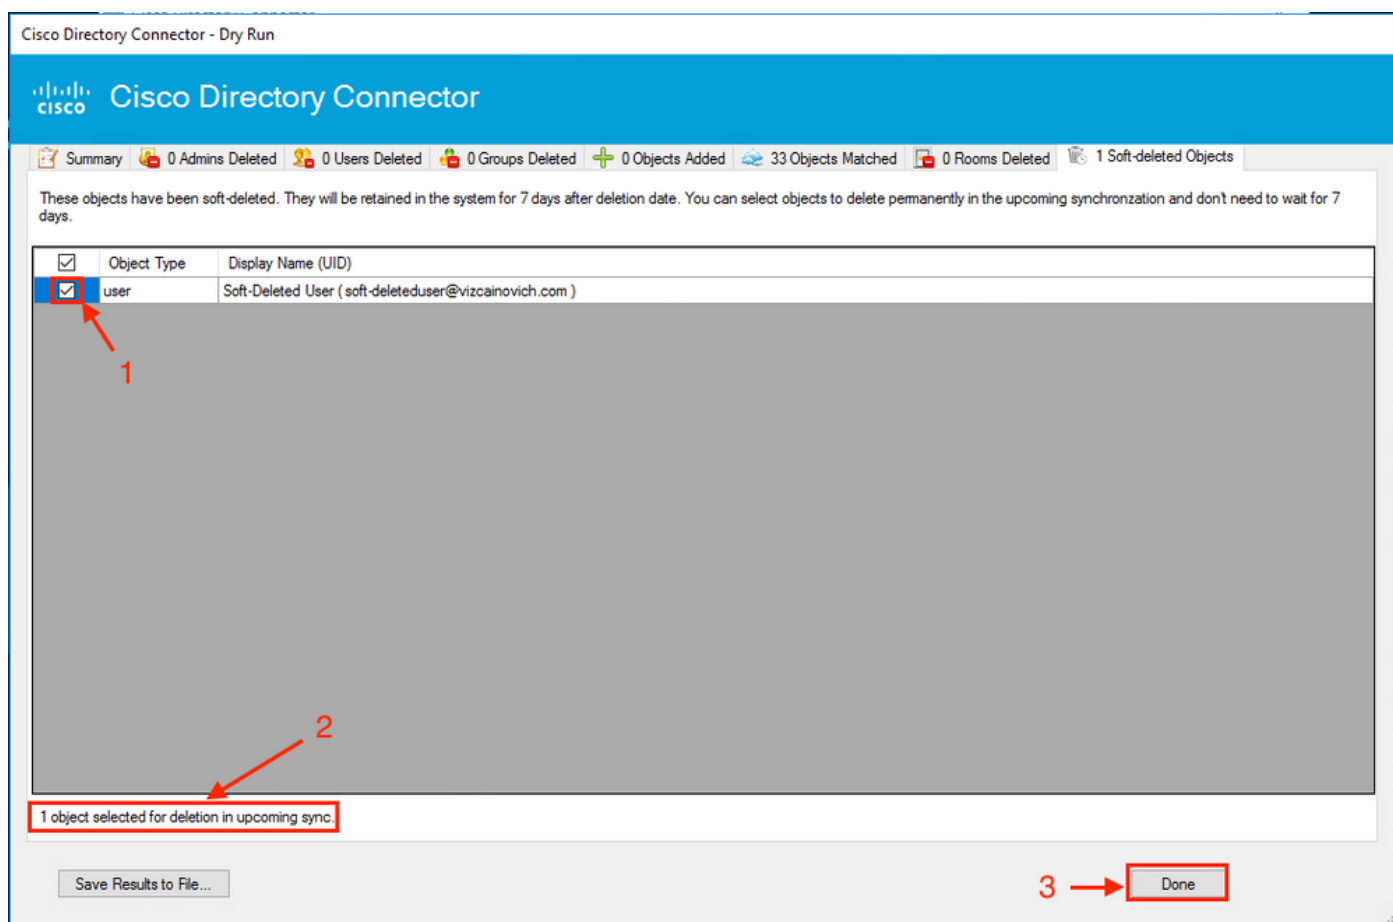 Cisco Directory Connector - Dry Run
cisco Cisco Directory Connector
Summary 0 Admins Deleted 0 Users Deleted 0 Groups Deleted 0 Objects Added 33 Objects Matched 0 Rooms Deleted 1 Soft-deleted Objects
These objects have been soft-deleted. They will be retained in the system for 7 days after deletion date. You can select objects to delete permanently in the upcoming synchronzation and don't need to wait for 7
days.
Object Type Display Name (UID)
user Soft-Deleted User ( soft-deleteduser@vizcainovich.com )
1
2
1 object selected for deletion in upcoming sync.
Save Results to File... 3 Done